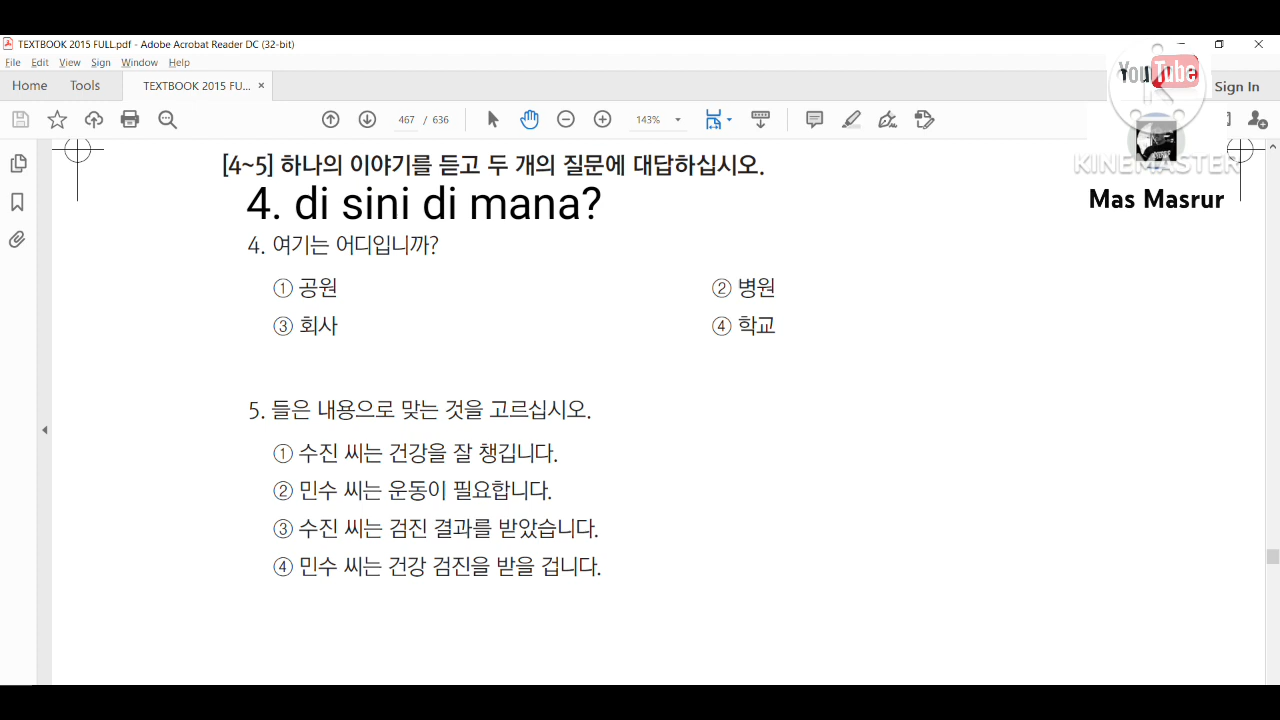 TEXTBOOK 2015 FULL.pdf - Adobe Acrobat Reader DC (32-bit)
File Edit View Sign Window Help
YouTube
Home Tools TEXTBOOK 2015 FU... × Sign In
467 / 636 143%
KINEMASTER
Mas Masrur
[4~5] 하나의 이야기를 듣고 두 개의 질문에 대답하십시오.
4. di sini di mana?
4. 여기는 어디입니까?
① 공원 ② 병원
③ 회사 ④ 학교
5. 들은 내용으로 맞는 것을 고르십시오.
① 수진 씨는 건강을 잘 챙깁니다.
② 민수 씨는 운동이 필요합니다.
③ 수진 씨는 검진 결과를 받았습니다.
④ 민수 씨는 건강 검진을 받을 겁니다.